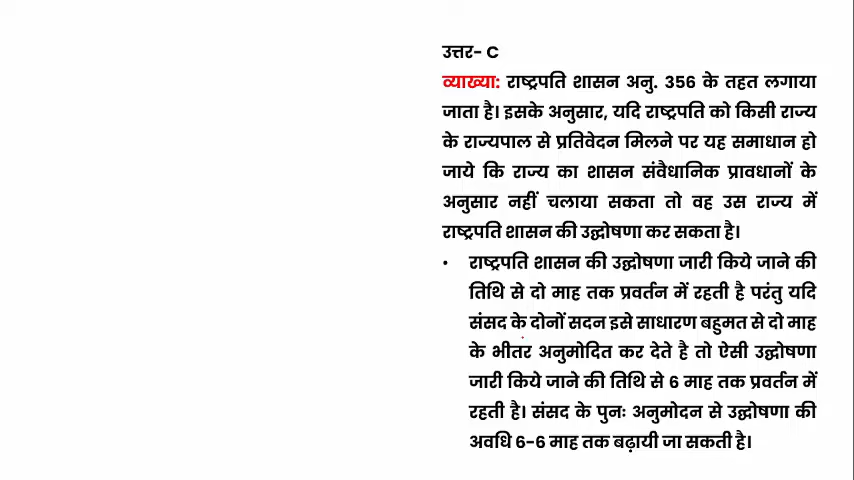 उत्तर- C
व्याख्या: राष्ट्रपति शासन अनु. 356 के तहत लगाया
जाता है। इसके अनुसार, यदि राष्ट्रपति को किसी राज्य
के राज्यपाल से प्रतिवेदन मिलने पर यह समाधान हो
जाये कि राज्य का शासन संवैधानिक प्रावधानों के
अनुसार नहीं चलाया सकता तो वह उस राज्य में
राष्ट्रपति शासन की उद्घोषणा कर सकता है।
• राष्ट्रपति शासन की उद्घोषणा जारी किये जाने की
तिथि से दो माह तक प्रवर्तन में रहती है परंतु यदि
संसद के दोनों सदन इसे साधारण बहुमत से दो माह
के भीतर अनुमोदित कर देते है तो ऐसी उद्घोषणा
जारी किये जाने की तिथि से 6 माह तक प्रवर्तन में
रहती है। संसद के पुनः अनुमोदन से उद्घोषणा की
अवधि 6-6 माह तक बढ़ायी जा सकती है।